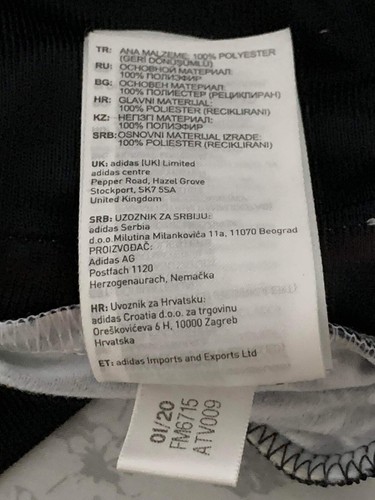 TR: ANA MALZEME: 100% POLYESTER
(GERİ DÖNÜŞÜMLÜ)
RU: ОСНОВНОЙ МАТЕРИАЛ:
100% ПОЛИЭФИР
BG: ОСНОВЕН МАТЕРИАЛ:
100% ПОЛИЕСТЕР (РЕЦИКЛИРАН)
HR: GLAVNI MATERIJAL:
100% POLIESTER (RECIKLIRANI)
KZ: НЕГІЗГІ МАТЕРИАЛ:
100% ПОЛИЭФИР
SRB: OSNOVNI MATERIJAL IZRADE:
100% POLIESTER (RECIKLIRANI)
UK: adidas (UK) Limited
adidas centre
Pepper Road, Hazel Grove
Stockport, SK7 5SA
United Kingdom
SRB: UZOZNIK ZA SRBIJU:
adidas Serbia
d.o.o. Milutina Milankovića 11a, 11070 Beograd
PROIZVOĐAČ:
Adidas AG
Postfach 1120
Herzogenaurach, Nemačka
HR: Uvoznik za Hrvatsku:
adidas Croatia d.o.o. za trgovinu
Oreškovićeva 6 H, 10000 Zagreb
Hrvatska
ET: adidas Imports and Exports Ltd
01/20
FM6715
ATV009